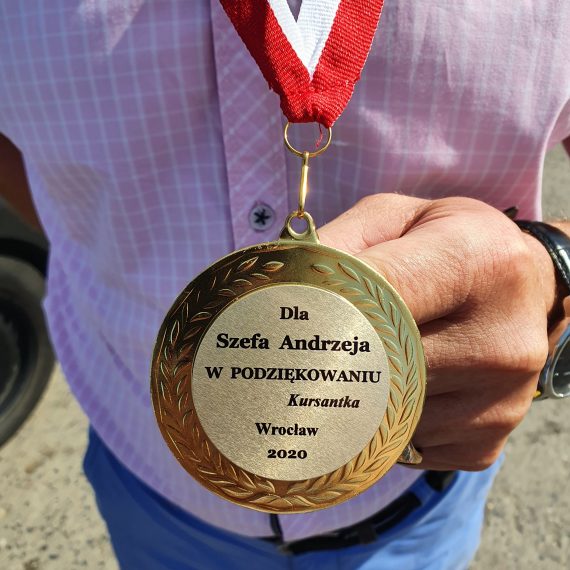 Dla
Szefa Andrzeja
W PODZIĘKOWANIU
Kursantka
Wrocław
2020